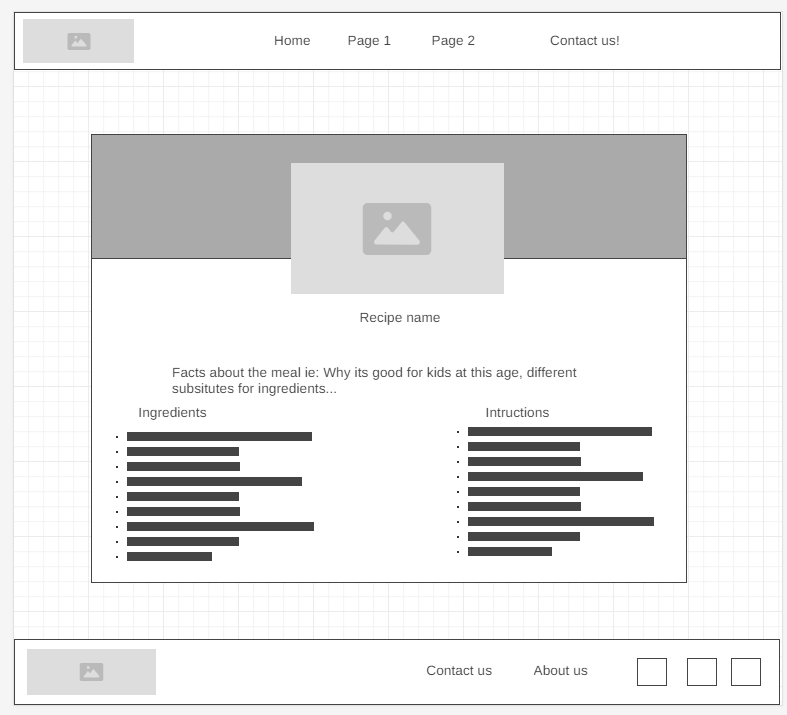 Home Page 1 Page 2 Contact us!
Recipe name
Facts about the meal ie: Why its good for kids at this age, different
subsitutes for ingredients...
Ingredients
Intructions
Contact us About us